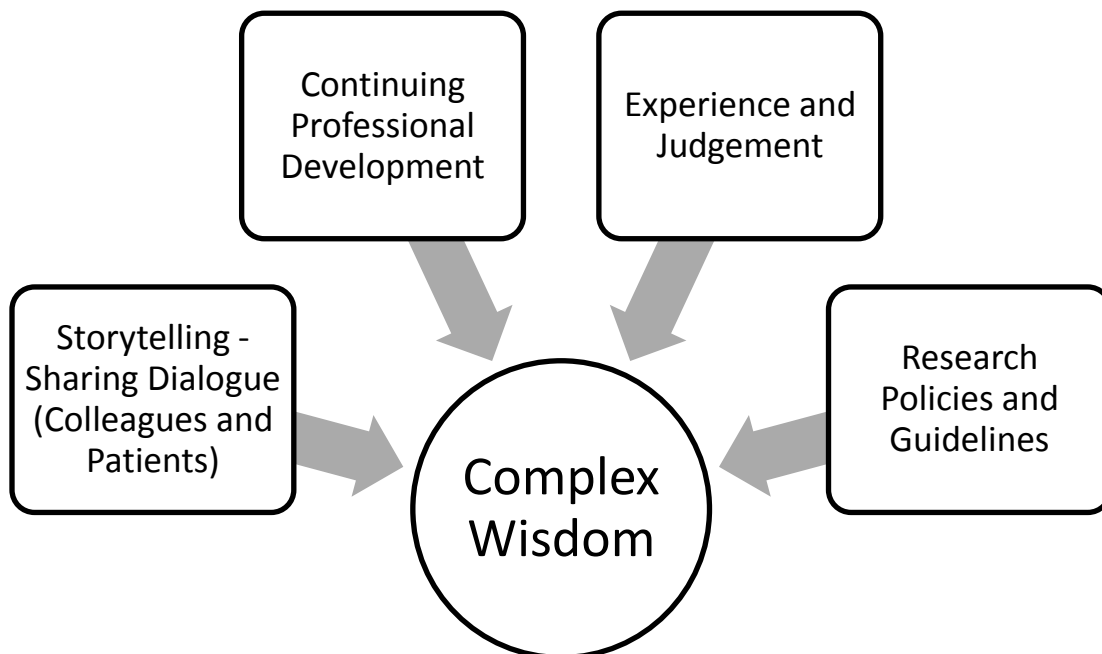 Continuing
Professional
Development
Experience and
Judgement
Storytelling -
Sharing Dialogue
(Colleagues and
Patients)
Research
Policies and
Guidelines
Complex
Wisdom